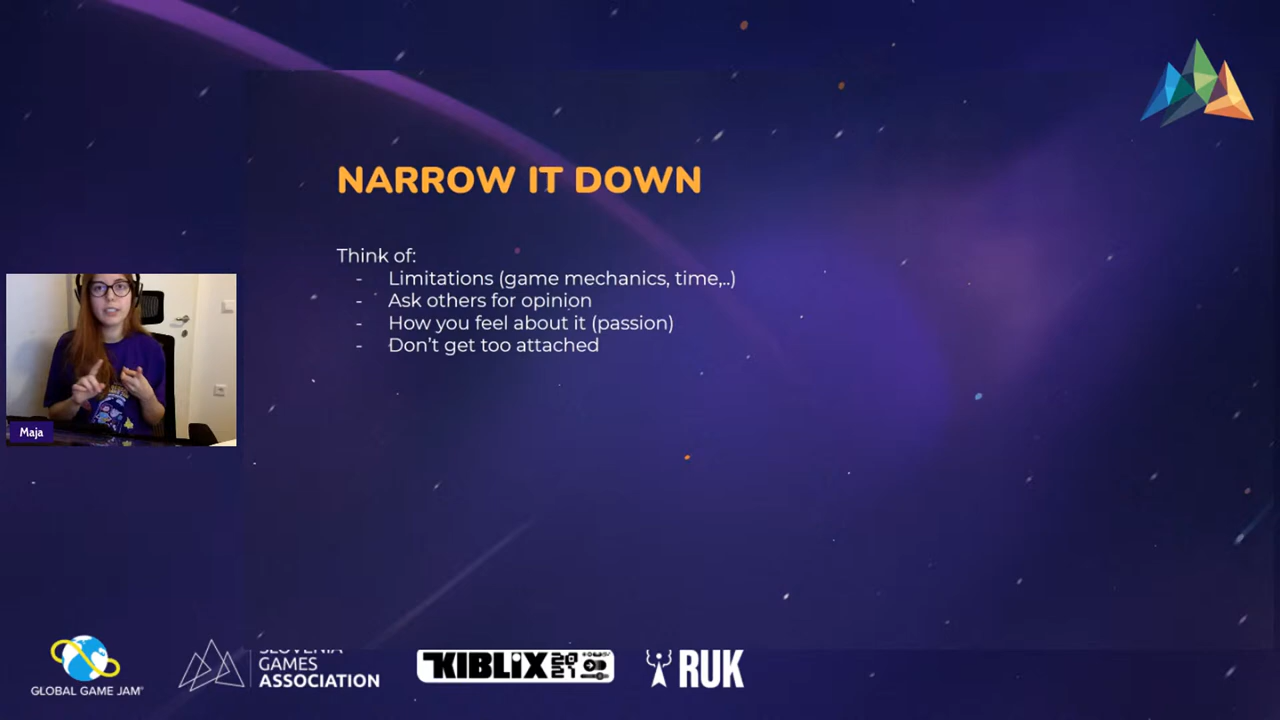 NARROW IT DOWN
Think of:
- Limitations (game mechanics, time,..)
- Ask others for opinion
- How you feel about it (passion)
- Don't get too attached
Maja
GLOBAL GAME JAM
SLOVENIA
GAMES
ASSOCIATION
KIBLIX 2021
RUK